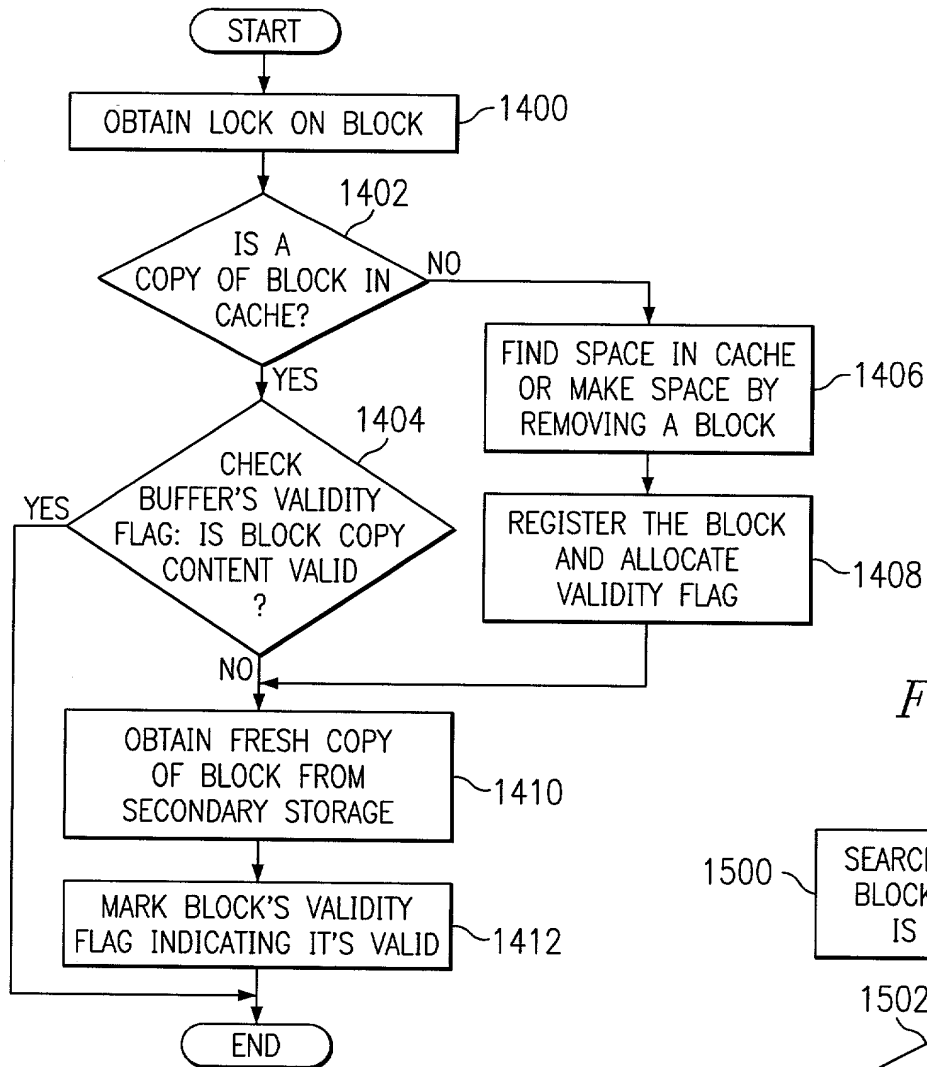 START
OBTAIN LOCK ON BLOCK
1400
1402
IS A
COPY OF BLOCK IN
CACHE?
NO
YES
FIND SPACE IN CACHE
OR MAKE SPACE BY
REMOVING A BLOCK
1406
1404
CHECK
BUFFER'S VALIDITY
FLAG: IS BLOCK COPY
CONTENT VALID
?
YES
NO
REGISTER THE BLOCK
AND ALLOCATE
VALIDITY FLAG
1408
OBTAIN FRESH COPY
OF BLOCK FROM
SECONDARY STORAGE
1410
MARK BLOCK'S VALIDITY
FLAG INDICATING IT'S VALID
1412
END
F
1500
SEARC
BLOCK
IS
1502